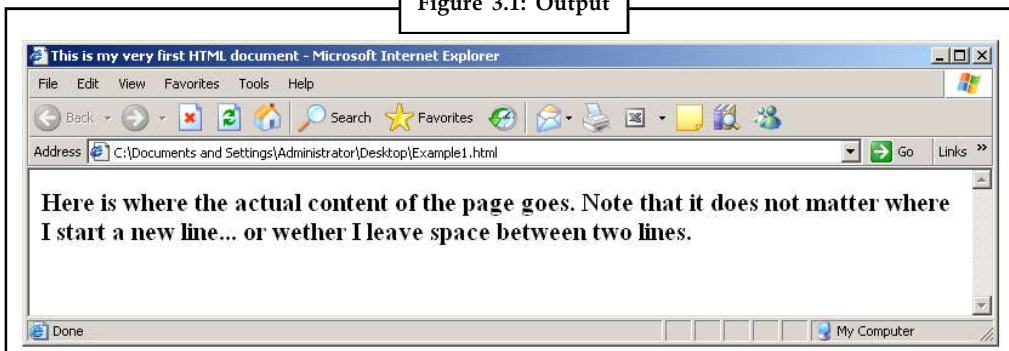 Figure 3.1: Output
This is my very first HTML document - Microsoft Internet Explorer
File Edit View Favorites Tools Help
Back Search Favorites
Address C:\Documents and Settings\Administrator\Desktop\Example1.html Go Links »
Here is where the actual content of the page goes. Note that it does not matter where
I start a new line... or wether I leave space between two lines.
Done My Computer